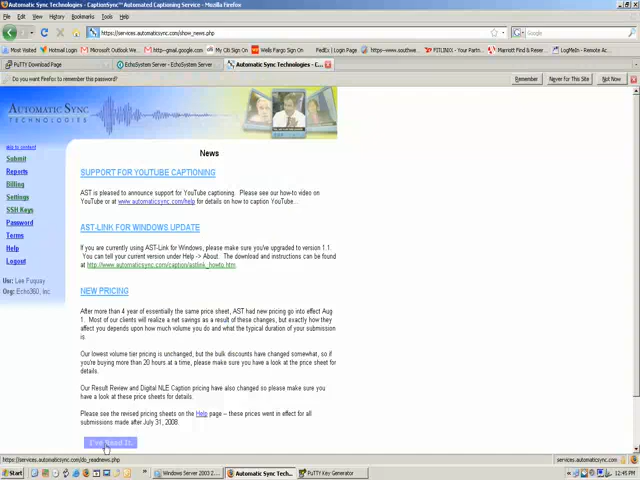 Automatic Sync Technologies - CaptionSync™ Automated Captioning Service - Mozilla Firefox
File Edit View History Bookmarks Tools Help
https://services.automaticsync.com/show_news.php
Google
Most Visited Hotmail Login Microsoft Outlook We... http--gmail.google.com My Citi Sign On Wells Fargo Sign On FedEx | Login Page https--www.southwe... FITLINXX - Your Partn... Marriott Reader & Reser... LogMeIn - Remote Ac...
PuTTY Download Page EchoSystem Server - EchoSystem Server Automatic Sync Technologies - C...
Do you want Firefox to remember this password? Remember Never for This Site Not Now
AUTOMATIC SYNC
TECHNOLOGIES
skip to content
Submit
Reports
Billing
Settings
SSH Keys
Password
Terms
Help
Logout
User: Lee Fuquay
Org: Echo360, Inc
News
SUPPORT FOR YOUTUBE CAPTIONING
AST is pleased to announce support for YouTube captioning. Please see our how-to video on
YouTube or at www.automaticsync.com/help for details on how to caption YouTube...
AST-LINK FOR WINDOWS UPDATE
If you are currently using AST-Link for Windows, please make sure you've upgraded to version 1.1.
You can tell your current version under Help -> About. The download and instructions can be found
at http://www.automaticsync.com/caption/astlink_howto.htm
NEW PRICING
After more than 4 year of essentially the same price sheet, AST had new pricing go into effect Aug
1. Most of our clients will realize a net savings as a result of these changes, but exactly how they
affect you depends upon how much volume you do and what the typical duration of your submission
is.
Our lowest volume tier pricing is unchanged, but the bulk discounts have changed somewhat, so if
you're buying more than 20 hours at a time, please make sure you have a look at the price sheet for
details.
Our Result Review and Digital NLE Caption pricing have also changed so please make sure you
have a look at these price sheets for details.
Please see the revised pricing sheets on the Help page -- these prices went in effect for all
submissions made after July 31, 2008.
I've Read It.
https://services.automaticsync.com/do_readnews.php services.automaticsync.com
Start Windows Server 2003 Z... Automatic Sync Tech... PuTTY Key Generator 12:45 PM